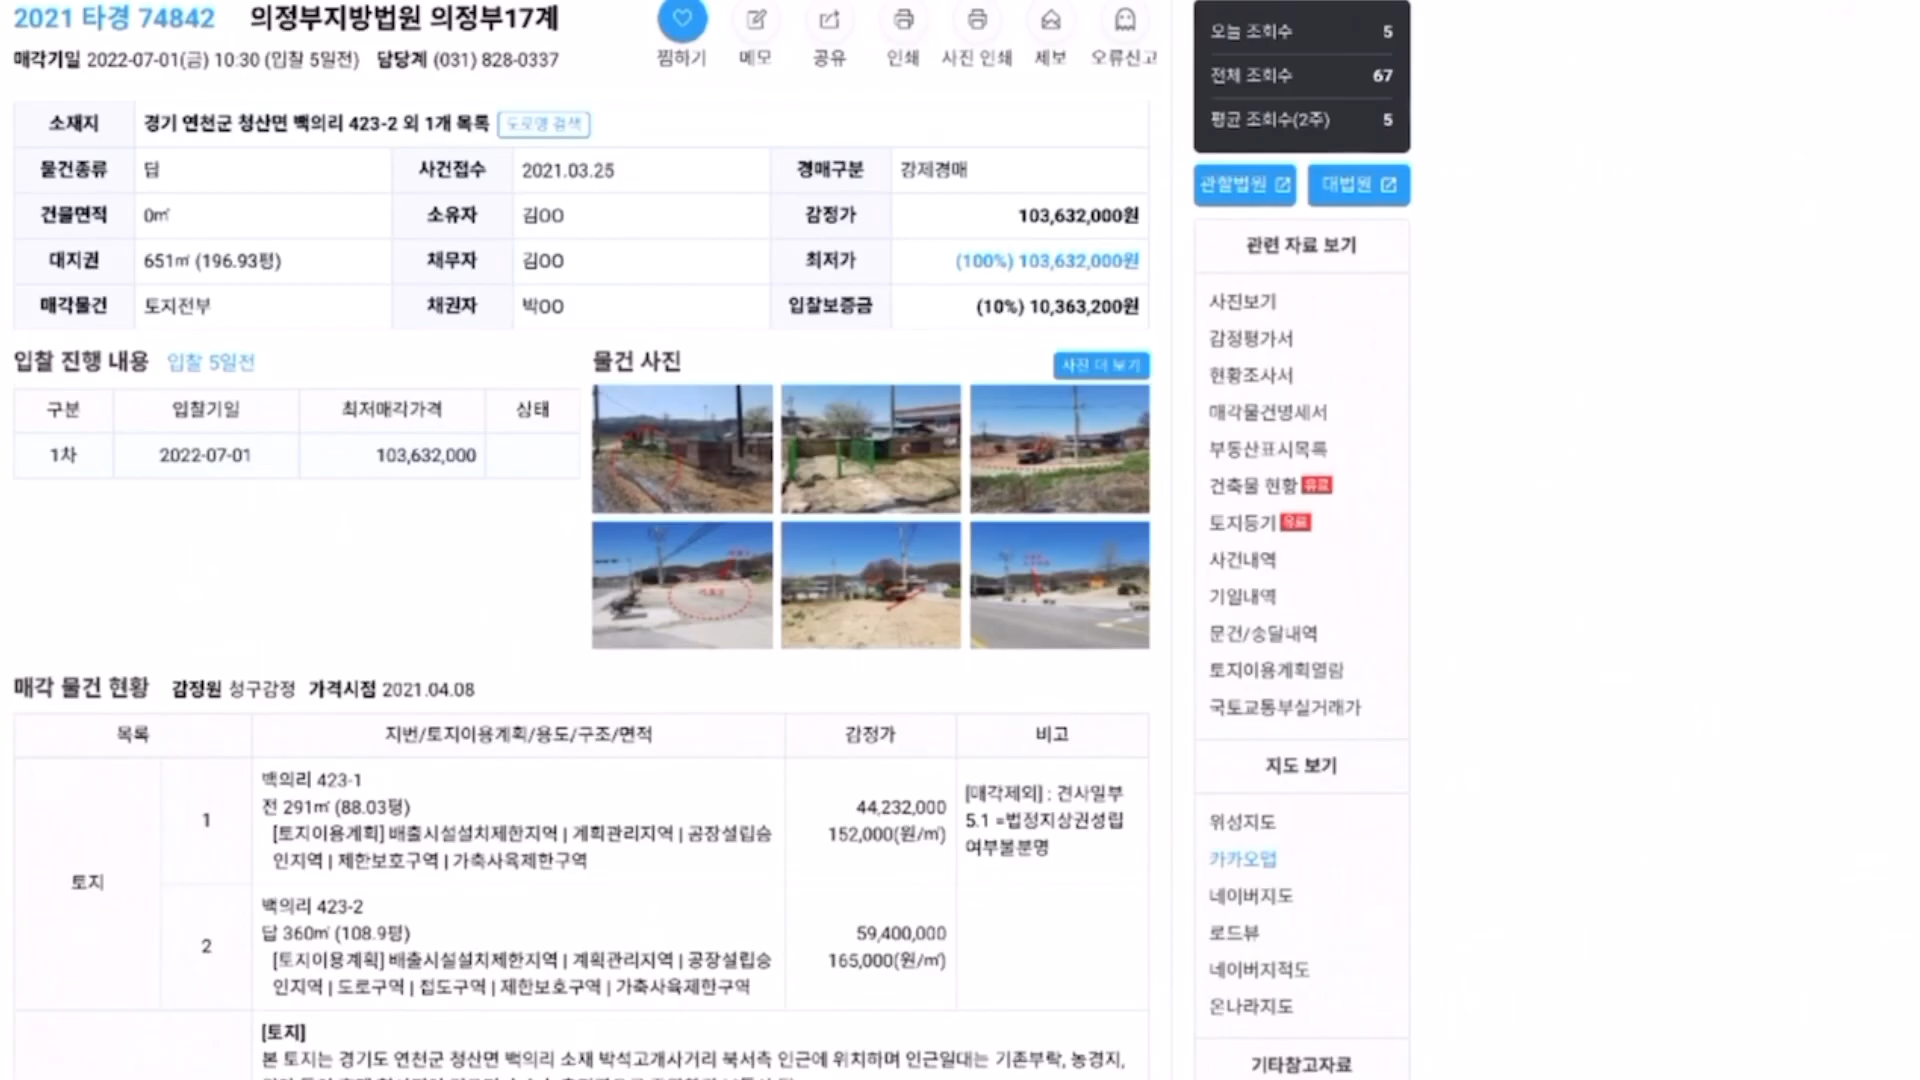 2021 타경 74842 의정부지방법원 의정부17계
매각기일 2022-07-01(금) 10:30 (입찰 5일전) 담당계 (031) 828-0337
찜하기 메모 공유 인쇄 사진 인쇄 제보 오류신고
소재지 경기 연천군 청산면 백의리 423-2 외 1개 목록 도로명 검색
물건종류 답 사건접수 2021.03.25 경매구분 강제경매
건물면적 0㎡ 소유자 김OO 감정가 103,632,000원
대지권 651㎡ (196.93평) 채무자 김OO 최저가 (100%) 103,632,000원
매각물건 토지전부 채권자 박OO 입찰보증금 (10%) 10,363,200원
입찰 진행 내용 입찰 5일전
구분 입찰기일 최저매각가격 상태
1차 2022-07-01 103,632,000
물건 사진 사진 더 보기
매각 물건 현황 감정원 청구감정 가격시점 2021.04.08
목록 지번/토지이용계획/용도/구조/면적 감정가 비고
토지
1
백의리 423-1
전 291㎡ (88.03평)
[토지이용계획] 배출시설설치제한지역 | 계획관리지역 | 공장설립승
인지역 | 제한보호구역 | 가축사육제한구역
44,232,000
152,000(원/㎡)
[매각제외] : 견사일부
5.1 =법정지상권성립
여부불분명
2
백의리 423-2
답 360㎡ (108.9평)
[토지이용계획] 배출시설설치제한지역 | 계획관리지역 | 공장설립승
인지역 | 도로구역 | 접도구역 | 제한보호구역 | 가축사육제한구역
59,400,000
165,000(원/㎡)
[토지]
본 토지는 경기도 연천군 청산면 백의리 소재 박석고개사거리 북서측 인근에 위치하며 인근일대는 기존부락, 농경지,
오늘 조회수 5
전체 조회수 67
평균 조회수(2주) 5
관할법원 대법원
관련 자료 보기
사진보기
감정평가서
현황조사서
매각물건명세서
부동산표시목록
건축물 현황 유료
토지등기 유료
사건내역
기일내역
문건/송달내역
토지이용계획열람
국토교통부실거래가
지도 보기
위성지도
카카오맵
네이버지도
로드뷰
네이버지적도
온나라지도
기타참고자료